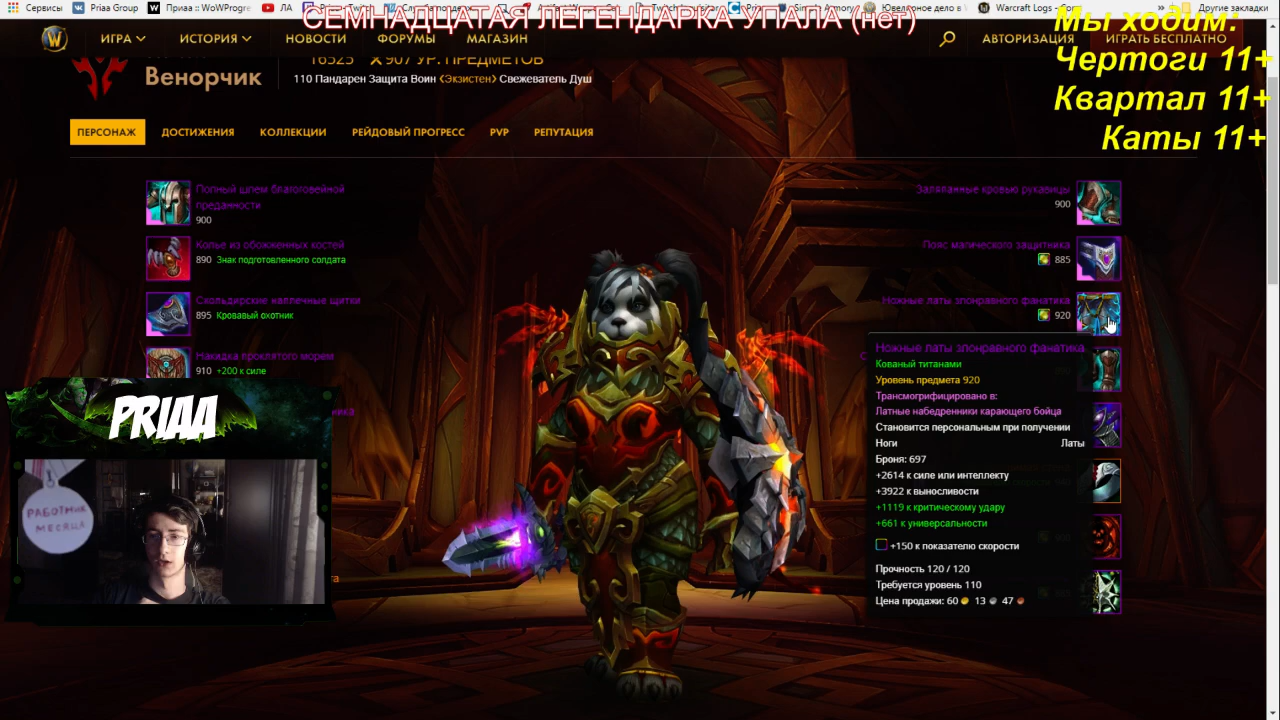 Сервисы
Priaa Group
Приаа = WoWProgre
ЛА
Warcraft Logs
Другие закладки
СЕМНАДЦАТАЯ ЛЕГЕНДАРКА УПАЛА (нет)
Мы ходим:
Чертоги 11+
Квартал 11+
Каты 11+
ИГРА
ИСТОРИЯ
НОВОСТИ
ФОРУМЫ
МАГАЗИН
АВТОРИЗАЦИЯ
ИГРАТЬ БЕСПЛАТНО
16525 907 УР. ПРЕДМЕТОВ
Венорчик
110 Пандарен Защита Воин <Экзистен> Свежеватель Душ
ПЕРСОНАЖ
ДОСТИЖЕНИЯ
КОЛЛЕКЦИИ
РЕЙДОВЫЙ ПРОГРЕСС
PVP
РЕПУТАЦИЯ
Полный шлем благоговейной
преданности
900
Колье из обожженных костей
890 Знак подготовленного солдата
Скольдирские наплечные щитки
895 Кровавый охотник
Накидка проклятого морем
910 +200 к силе
Заляпанные кровью рукавицы
900
Пояс магического защитника
885
Ножные латы злонравного фанатика
920
Ножные латы злонравного фанатика
Кованый титанами
Уровень предмета 920
Трансмогрифицировано в:
Латные набедренники карающего бойца
Становится персональным при получении
Ноги Латы
Броня: 697
+2614 к силе или интеллекту
+3922 к выносливости
+1119 к критическому удару
+661 к универсальности
+150 к показателю скорости
Прочность 120 / 120
Требуется уровень 110
Цена продажи: 60 13 47
PRIAA
РАБОТНИК
МЕСЯЦА